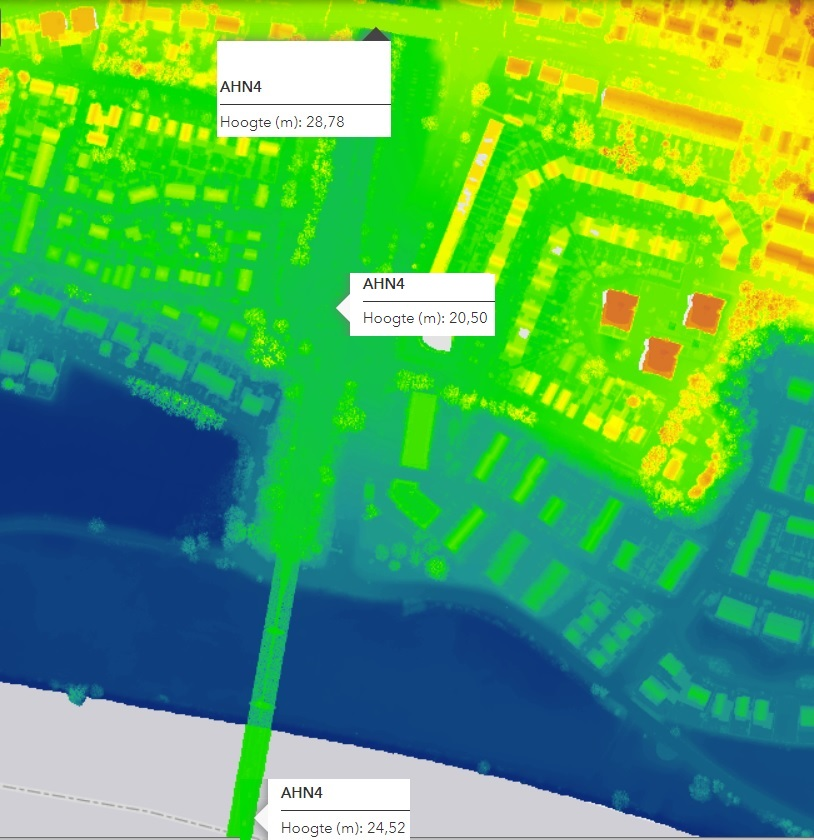 AHN4
Hoogte (m): 28,78
AHN4
Hoogte (m): 20,50
AHN4
Hoogte (m): 24,52